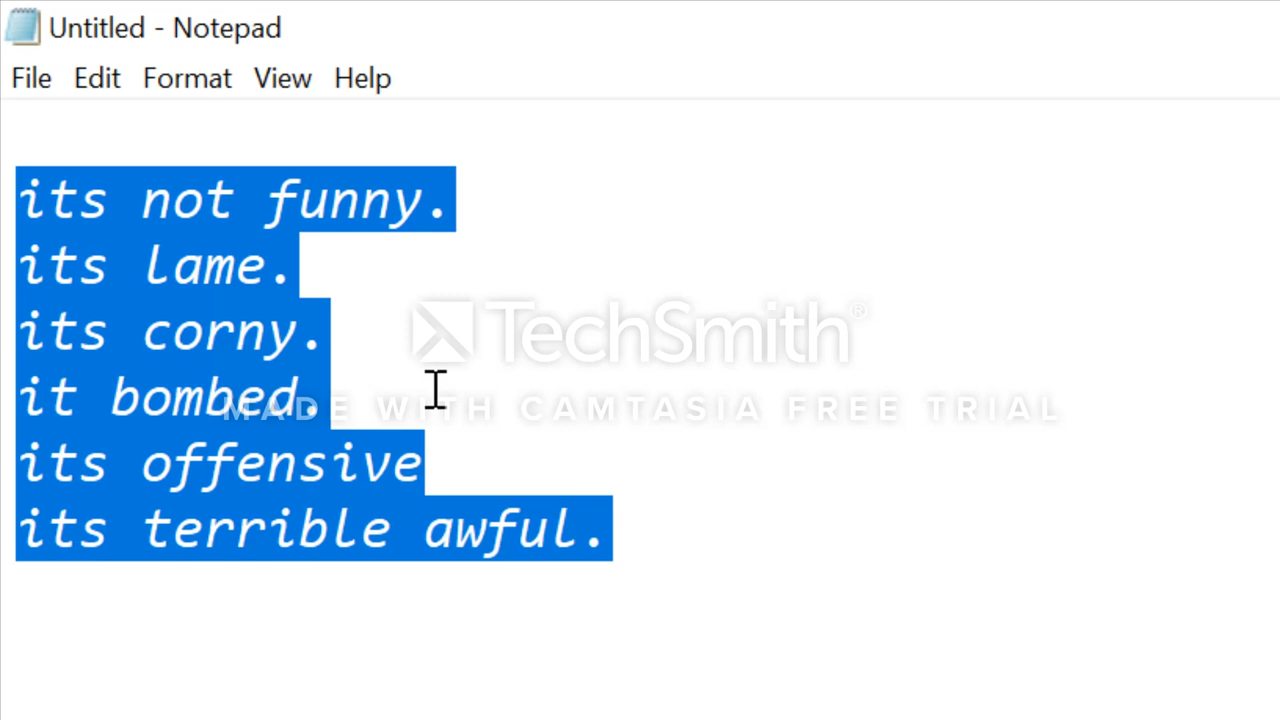 Untitled - Notepad
File Edit Format View Help
its not funny.
its lame.
its corny.
it bombed.
its offensive
its terrible awful.
TechSmith®
MADE WITH CAMTASIA FREE TRIAL